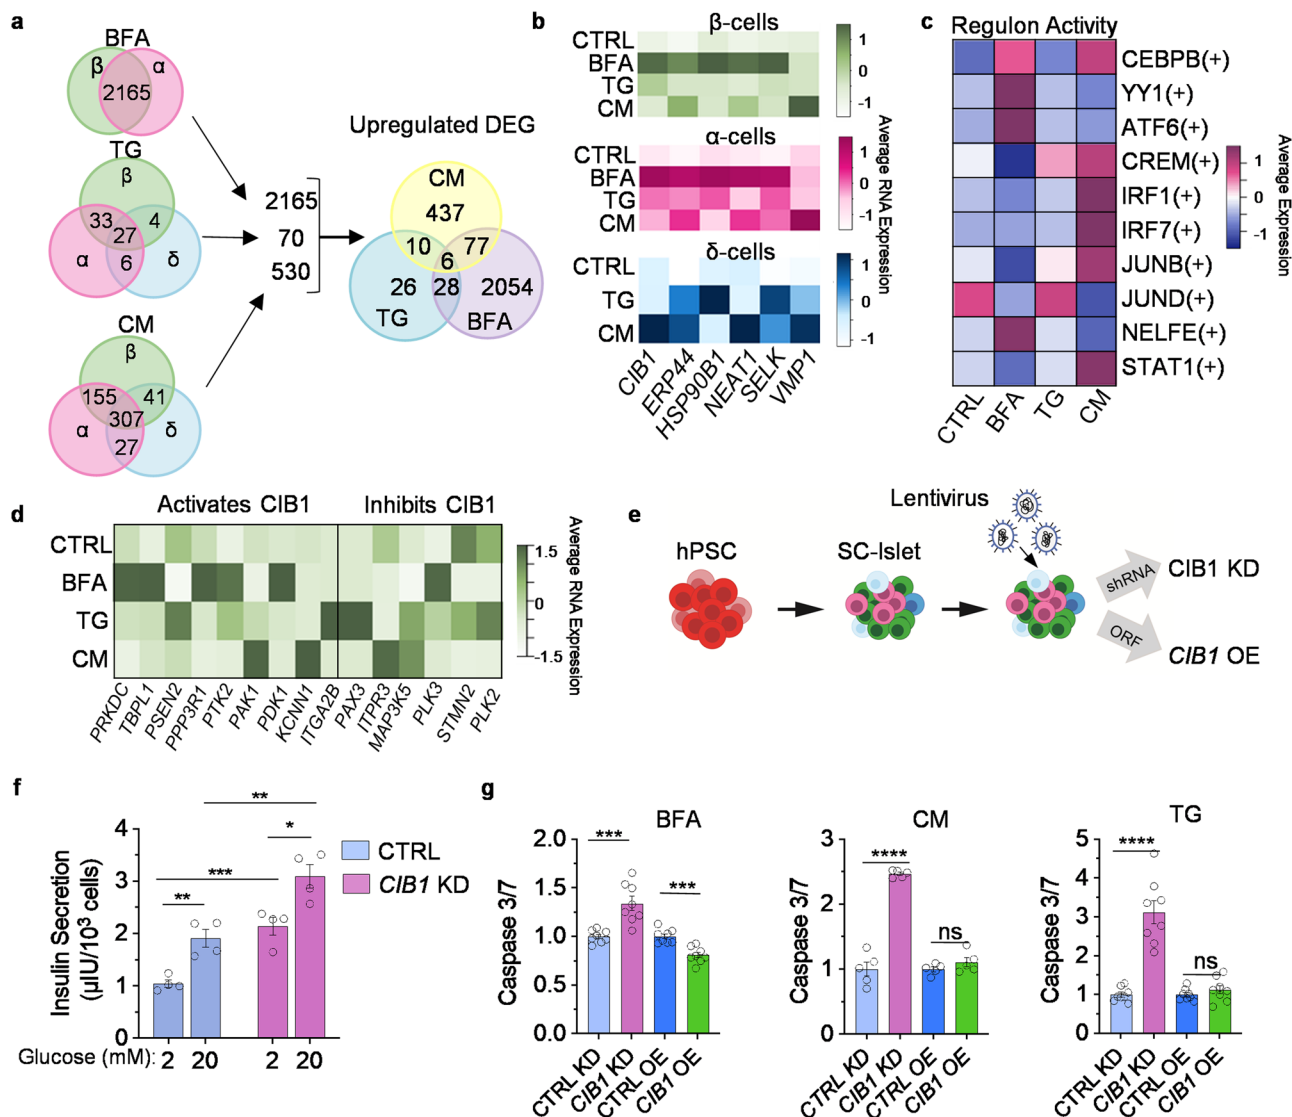 a
BFA
β
α
2165
TG
β
33
4
27
α
6
δ
CM
β
155
41
307
α
27
δ
2165
70
530
Upregulated DEG
CM
437
10
77
6
26
28
2054
TG
BFA
b
β-cells
CTRL
BFA
TG
CM
1
0
-1
α-cells
CTRL
BFA
TG
CM
1
0
-1
δ-cells
CTRL
TG
CM
1
0
-1
Average RNA Expression
CIB1
ERP44
HSP90B1
NEAT1
SELK
VMP1
c
Regulon Activity
CEBPB(+)
YY1(+)
ATF6(+)
CREM(+)
IRF1(+)
IRF7(+)
JUNB(+)
JUND(+)
NELFE(+)
STAT1(+)
CTRL
BFA
TG
CM
1
0
-1
Average Expression
d
Activates CIB1
Inhibits CIB1
CTRL
BFA
TG
CM
1.5
0
-1.5
Average RNA Expression
PRKDC
TBPL1
PSEN2
PPP3R1
PTK2
PAK1
PDK1
KCNN1
ITGA2B
PAX3
ITPR3
MAP3K5
PLK3
STMN2
PLK2
e
Lentivirus
hPSC
SC-Islet
shRNA
CIB1 KD
ORF
CIB1 OE
f
Insulin Secretion
(µIU/10³ cells)
4
3
2
1
0
**
***
**
*
CTRL
CIB1 KD
Glucose (mM): 2 20 2 20
g
BFA
Caspase 3/7
2.0
1.5
1.0
0.5
0.0
***
***
CTRL KD
CIB1 KD
CTRL OE
CIB1 OE
CM
Caspase 3/7
3
2
1
0
****
ns
CTRL KD
CIB1 KD
CTRL OE
CIB1 OE
TG
Caspase 3/7
5
4
3
2
1
0
****
ns
CTRL KD
CIB1 KD
CTRL OE
CIB1 OE